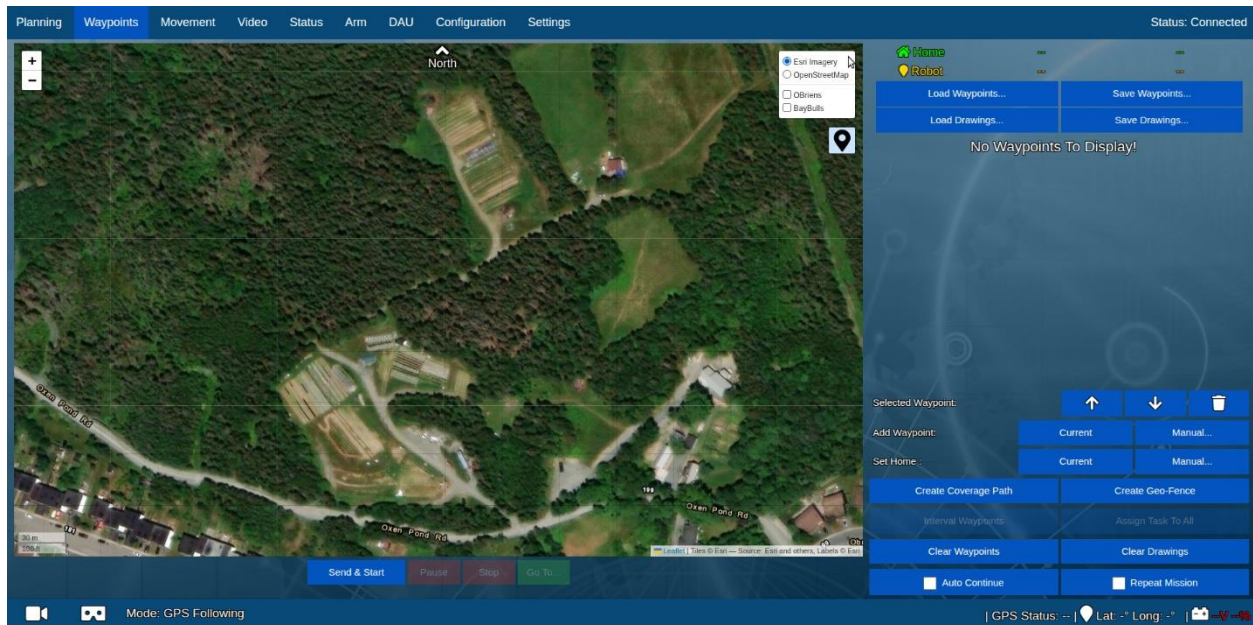 Planning Waypoints Movement Video Status Arm DAU Configuration Settings Status: Connected
+
−
North
Esri Imagery
OpenStreetMap
OBriens
BayBulls
Oxen Pond Rd
181
199
Oxen Pond Rd
Oxen Pond Rd
30 m
100 ft
Leaflet | Tiles © Esri — Source: Esri and others, Labels © Esri
Send & Start Pause Stop Go To...
Home -- --
Robot -- --
Load Waypoints... Save Waypoints...
Load Drawings... Save Drawings...
No Waypoints To Display!
Selected Waypoint:
Add Waypoint: Current Manual...
Set Home : Current Manual...
Create Coverage Path Create Geo-Fence
Interval Waypoints Assign Task To All
Clear Waypoints Clear Drawings
Auto Continue Repeat Mission
Mode: GPS Following | GPS Status: -- | Lat: -° Long: -° | --V --%